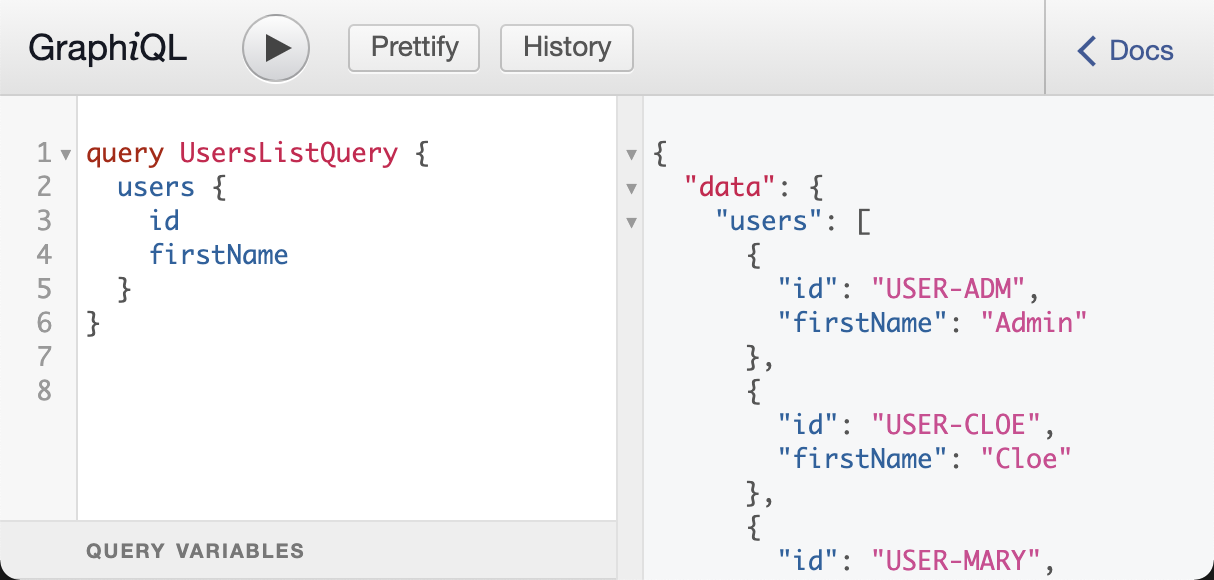 GraphiQL
Prettify
History
Docs
1 query UsersListQuery {
2   users {
3     id
4     firstName
5   }
6 }
7
8
QUERY VARIABLES
{
  "data": {
    "users": [
      {
        "id": "USER-ADM",
        "firstName": "Admin"
      },
      {
        "id": "USER-CLOE",
        "firstName": "Cloe"
      },
      {
        "id": "USER-MARY",